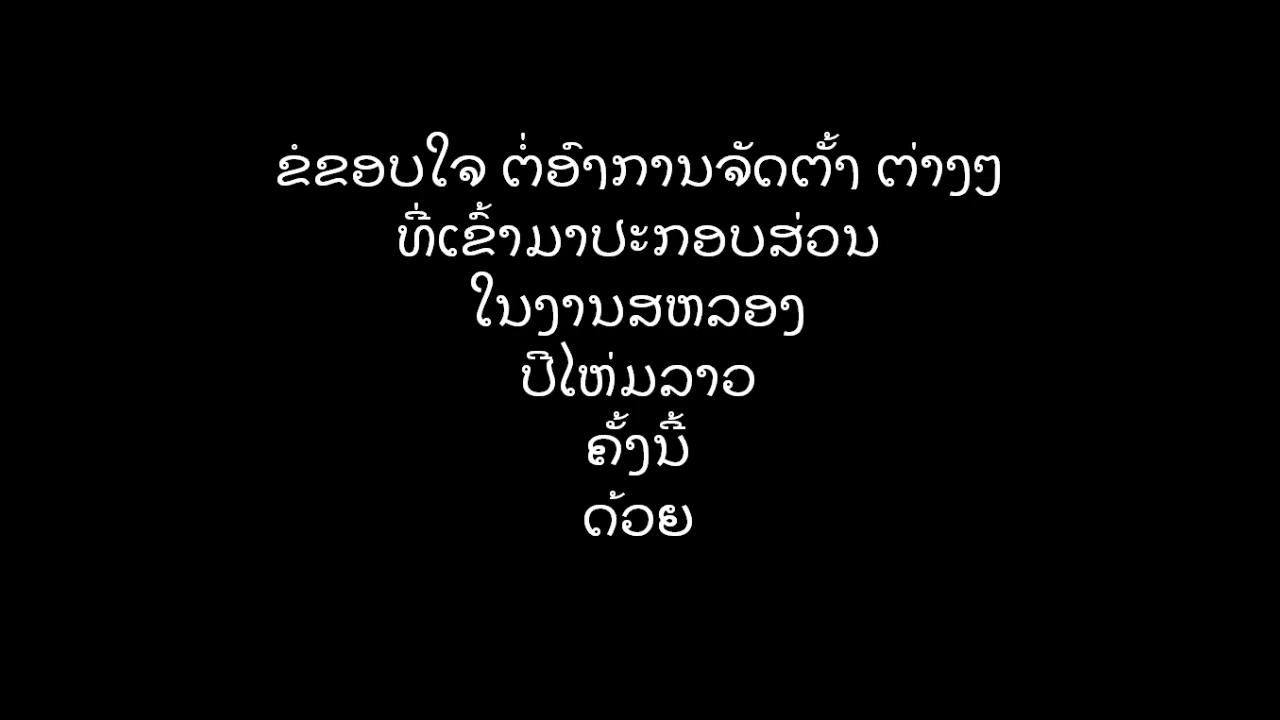 ຂໍຂອບໃຈ ຕໍ່ອົງການຈັດຕັ້ງ ຕ່າງໆ
ທີ່ເຂົ້າມາປະກອບສ່ວນ
ໃນງານສຫລອງ
ປີໄຫ່ມລາວ
ຄັ້ງນີ້
ດ້ວຍ